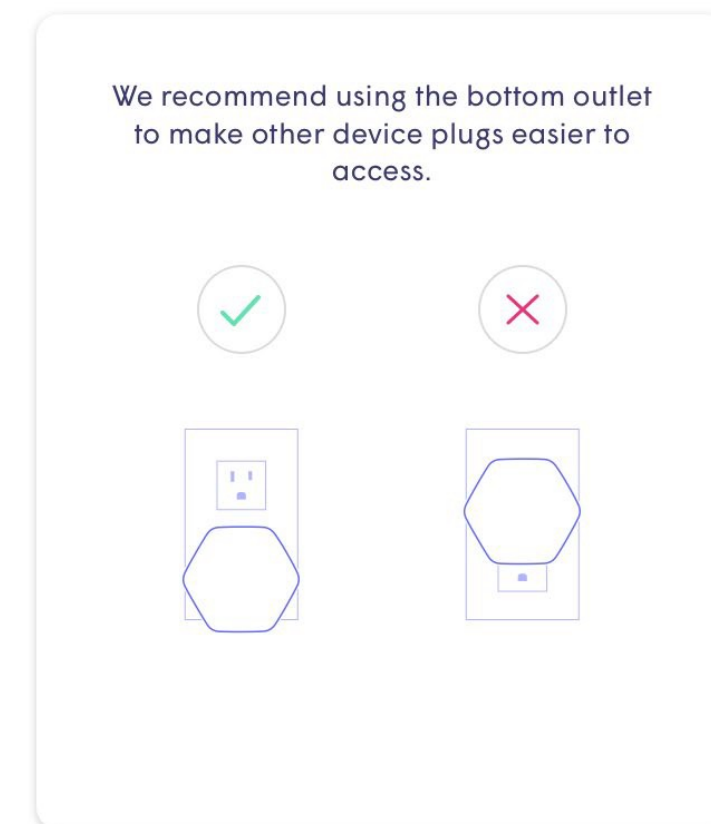 We recommend using the bottom outlet
to make other device plugs easier to
access.